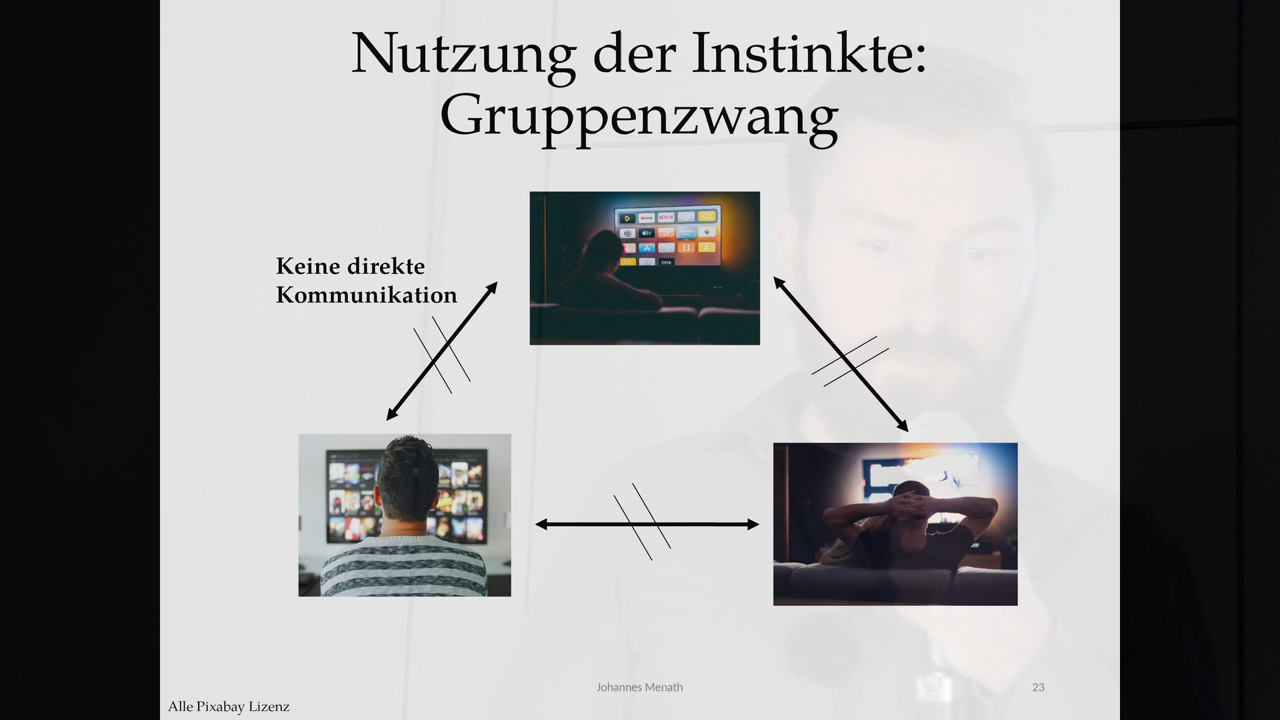 Nutzung der Instinkte:
Gruppenzwang
Keine direkte
Kommunikation
Johannes Menath
23
Alle Pixabay Lizenz